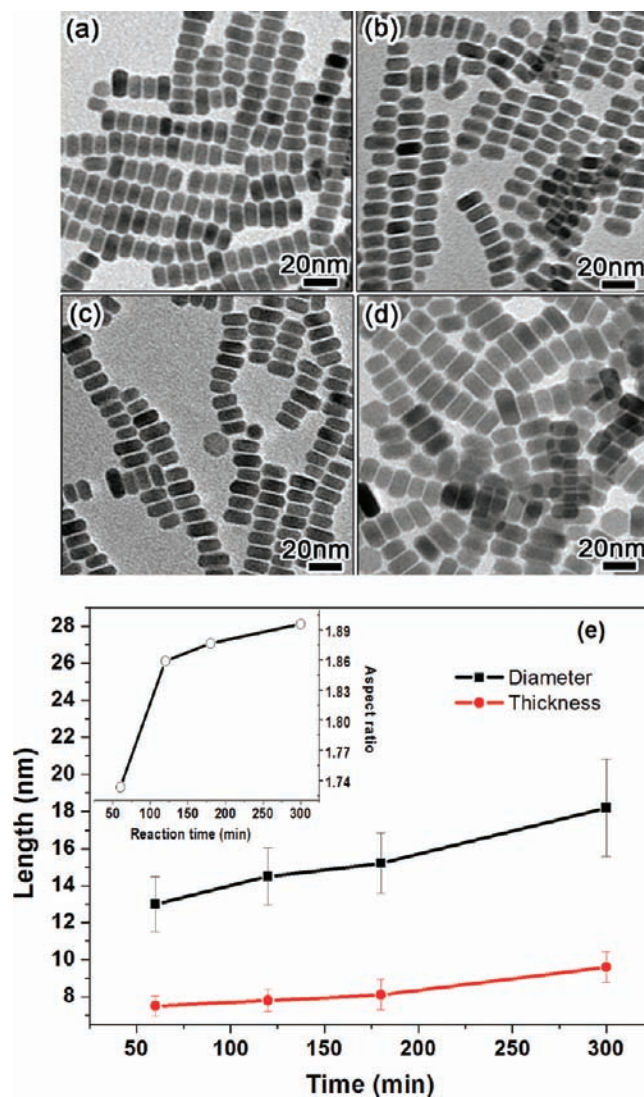 (a)
(b)
20nm
20nm
(c)
(d)
20nm
20nm
(e)
28
26
24
22
20
18
16
14
12
10
8
Length (nm)
50 100 150 200 250 300
Time (min)
Diameter
Thickness
1.89
1.86
1.83
1.80
1.77
1.74
Aspect ratio
50 100 150 200 250 300
Reaction time (min)